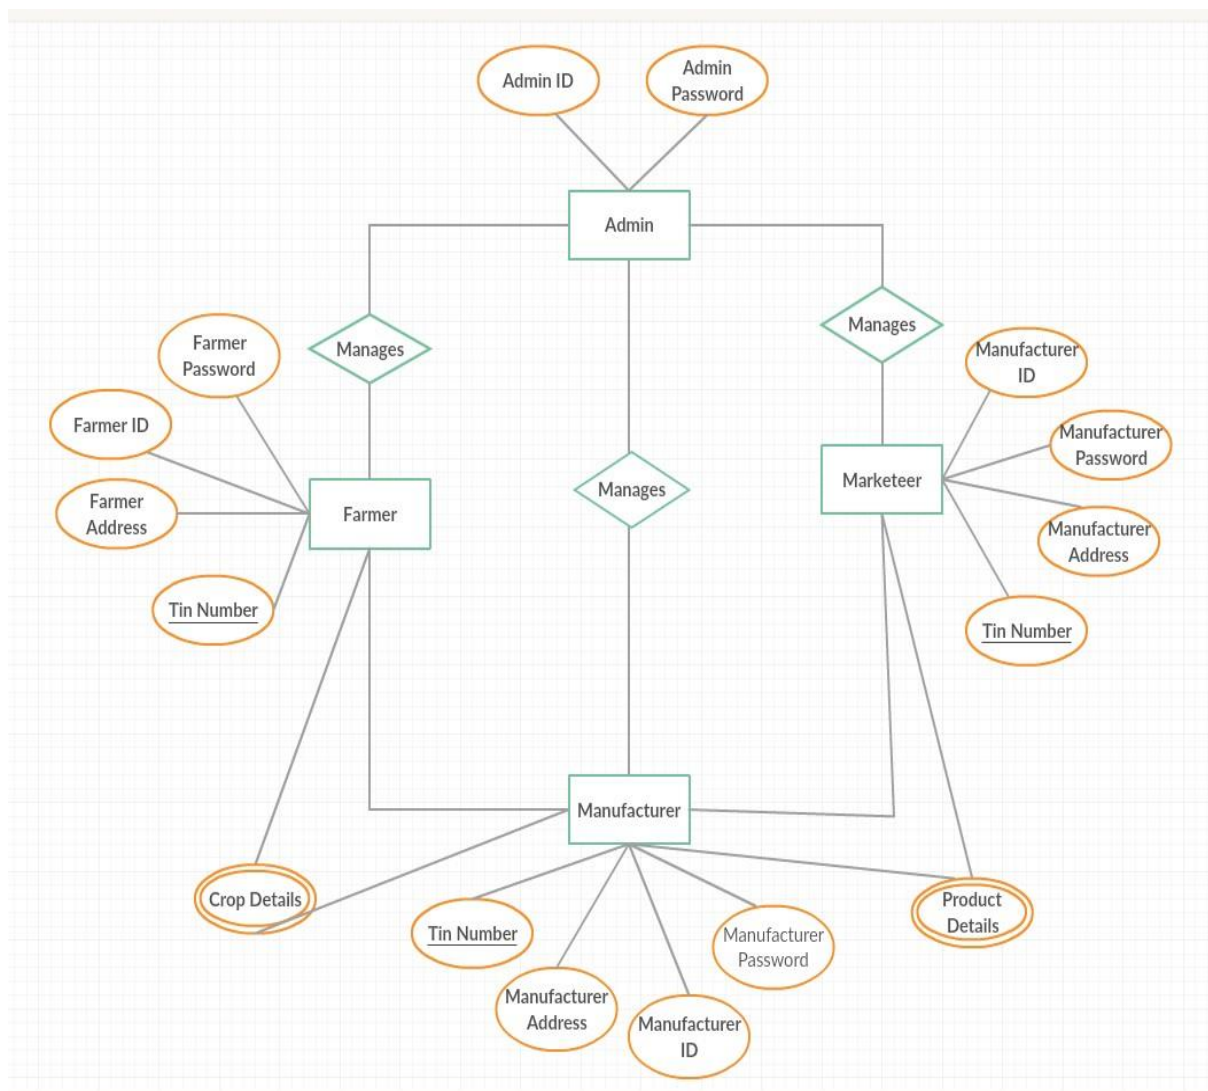 Admin ID
Admin
Password
Admin
Manages
Manages
Manages
Farmer
Password
Farmer ID
Farmer
Address
Tin Number
Farmer
Marketeer
Manufacturer
ID
Manufacturer
Password
Manufacturer
Address
Tin Number
Manufacturer
Crop Details
Tin Number
Manufacturer
Address
Manufacturer
ID
Manufacturer
Password
Product
Details